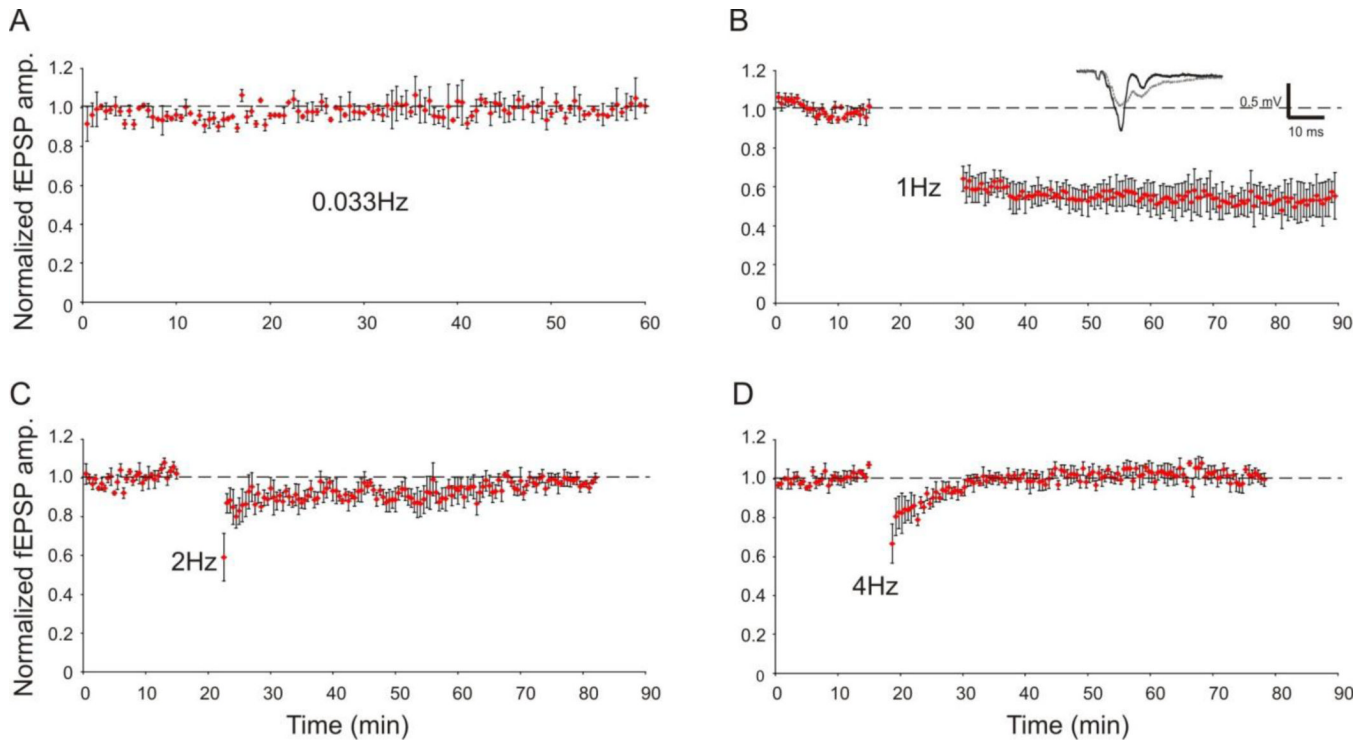 A
Normalized fEPSP amp.
1.2
1.0
0.8
0.6
0.4
0.2
0
0.033Hz
0 10 20 30 40 50 60
B
1.2
1.0
0.8
0.6
0.4
0.2
0
0.5 mV
10 ms
1Hz
0 10 20 30 40 50 60 70 80 90
C
Normalized fEPSP amp.
1.2
1.0
0.8
0.6
0.4
0.2
0
2Hz
0 10 20 30 40 50 60 70 80 90
Time (min)
D
1.2
1.0
0.8
0.6
0.4
0.2
0
4Hz
0 10 20 30 40 50 60 70 80 90
Time (min)